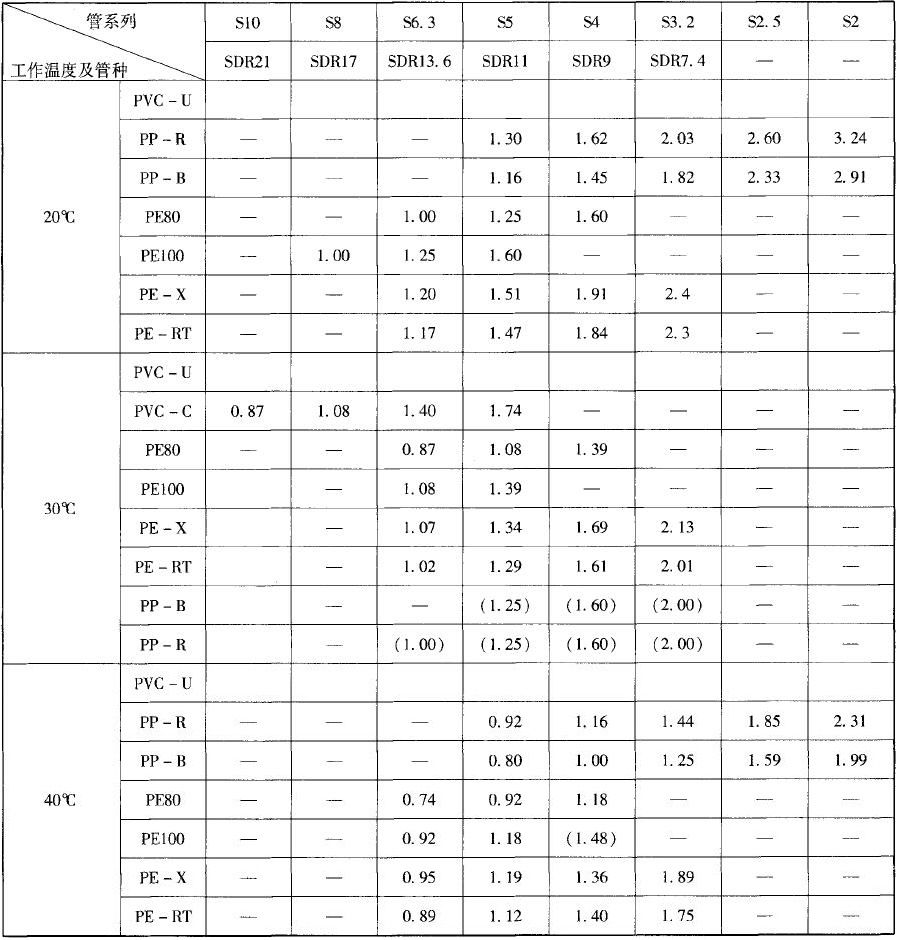 管系列 S10 S8 S6.3 S5 S4 S3.2 S2.5 S2
工作温度及管种 SDR21 SDR17 SDR13.6 SDR11 SDR9 SDR7.4 — —
20℃
PVC-U
PP-R — — — 1.30 1.62 2.03 2.60 3.24
PP-B — — — 1.16 1.45 1.82 2.33 2.91
PE80 — — 1.00 1.25 1.60 — — —
PE100 — 1.00 1.25 1.60 — — — —
PE-X — — 1.20 1.51 1.91 2.4 — —
PE-RT — — 1.17 1.47 1.84 2.3 — —
30℃
PVC-U
PVC-C 0.87 1.08 1.40 1.74 — — — —
PE80 — — 0.87 1.08 1.39 — — —
PE100 — 1.08 1.39 — — — —
PE-X — 1.07 1.34 1.69 2.13 — —
PE-RT — 1.02 1.29 1.61 2.01 — —
PP-B — — (1.25) (1.60) (2.00) — —
PP-R — (1.00) (1.25) (1.60) (2.00) — —
40℃
PVC-U
PP-R — — — 0.92 1.16 1.44 1.85 2.31
PP-B — — — 0.80 1.00 1.25 1.59 1.99
PE80 — — 0.74 0.92 1.18 — — —
PE100 — — 0.92 1.18 (1.48) — — —
PE-X — — 0.95 1.19 1.36 1.89 — —
PE-RT — — 0.89 1.12 1.40 1.75 — —